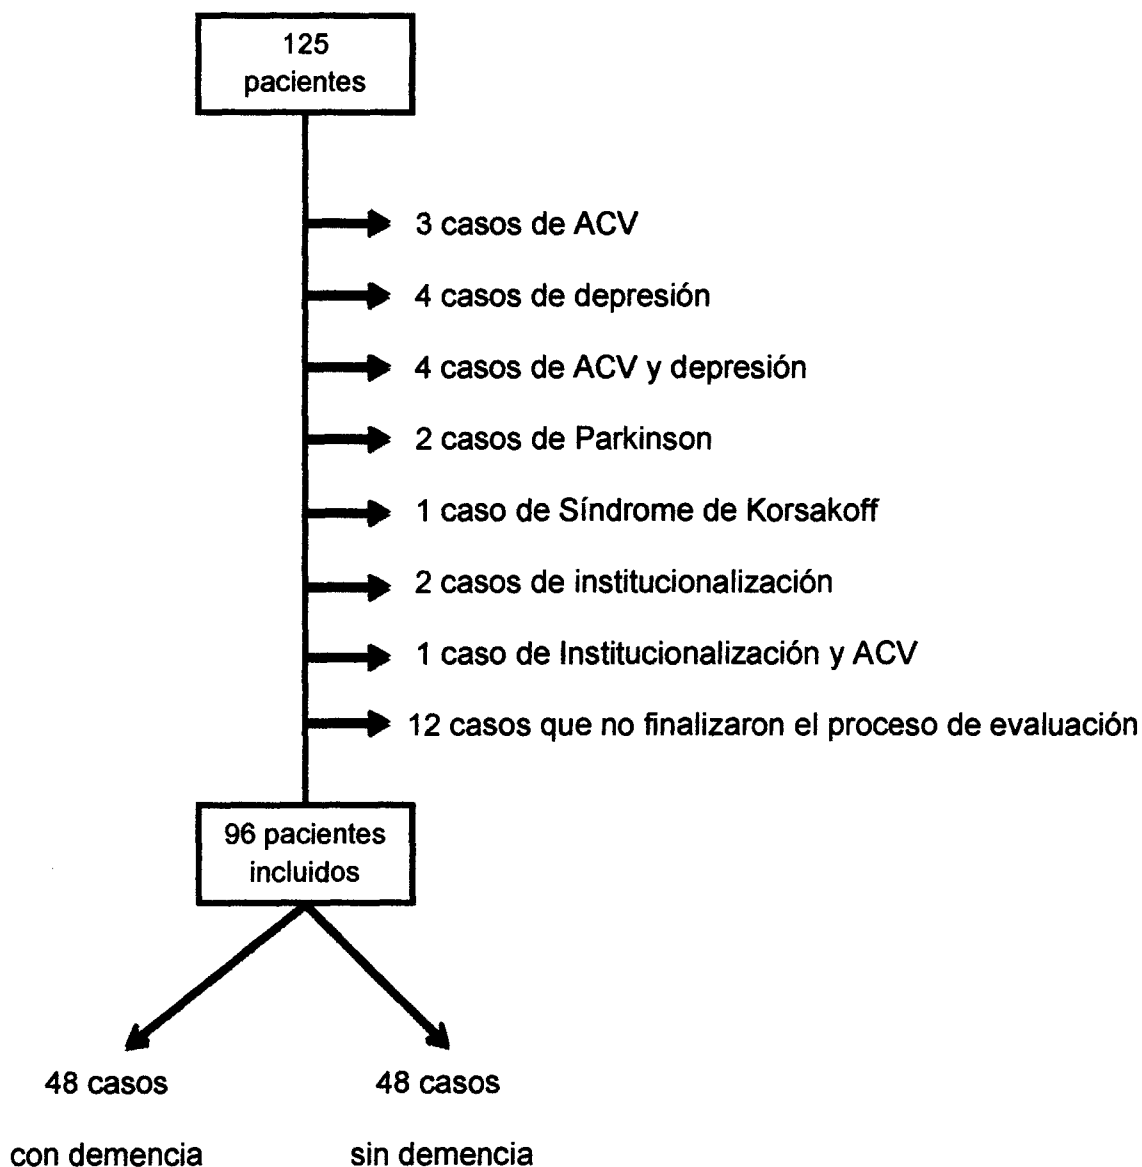 125
pacientes
3 casos de ACV
4 casos de depresión
4 casos de ACV y depresión
2 casos de Parkinson
1 caso de Síndrome de Korsakoff
2 casos de institucionalización
1 caso de Institucionalización y ACV
12 casos que no finalizaron el proceso de evaluación
96 pacientes
incluidos
48 casos
con demencia
48 casos
sin demencia